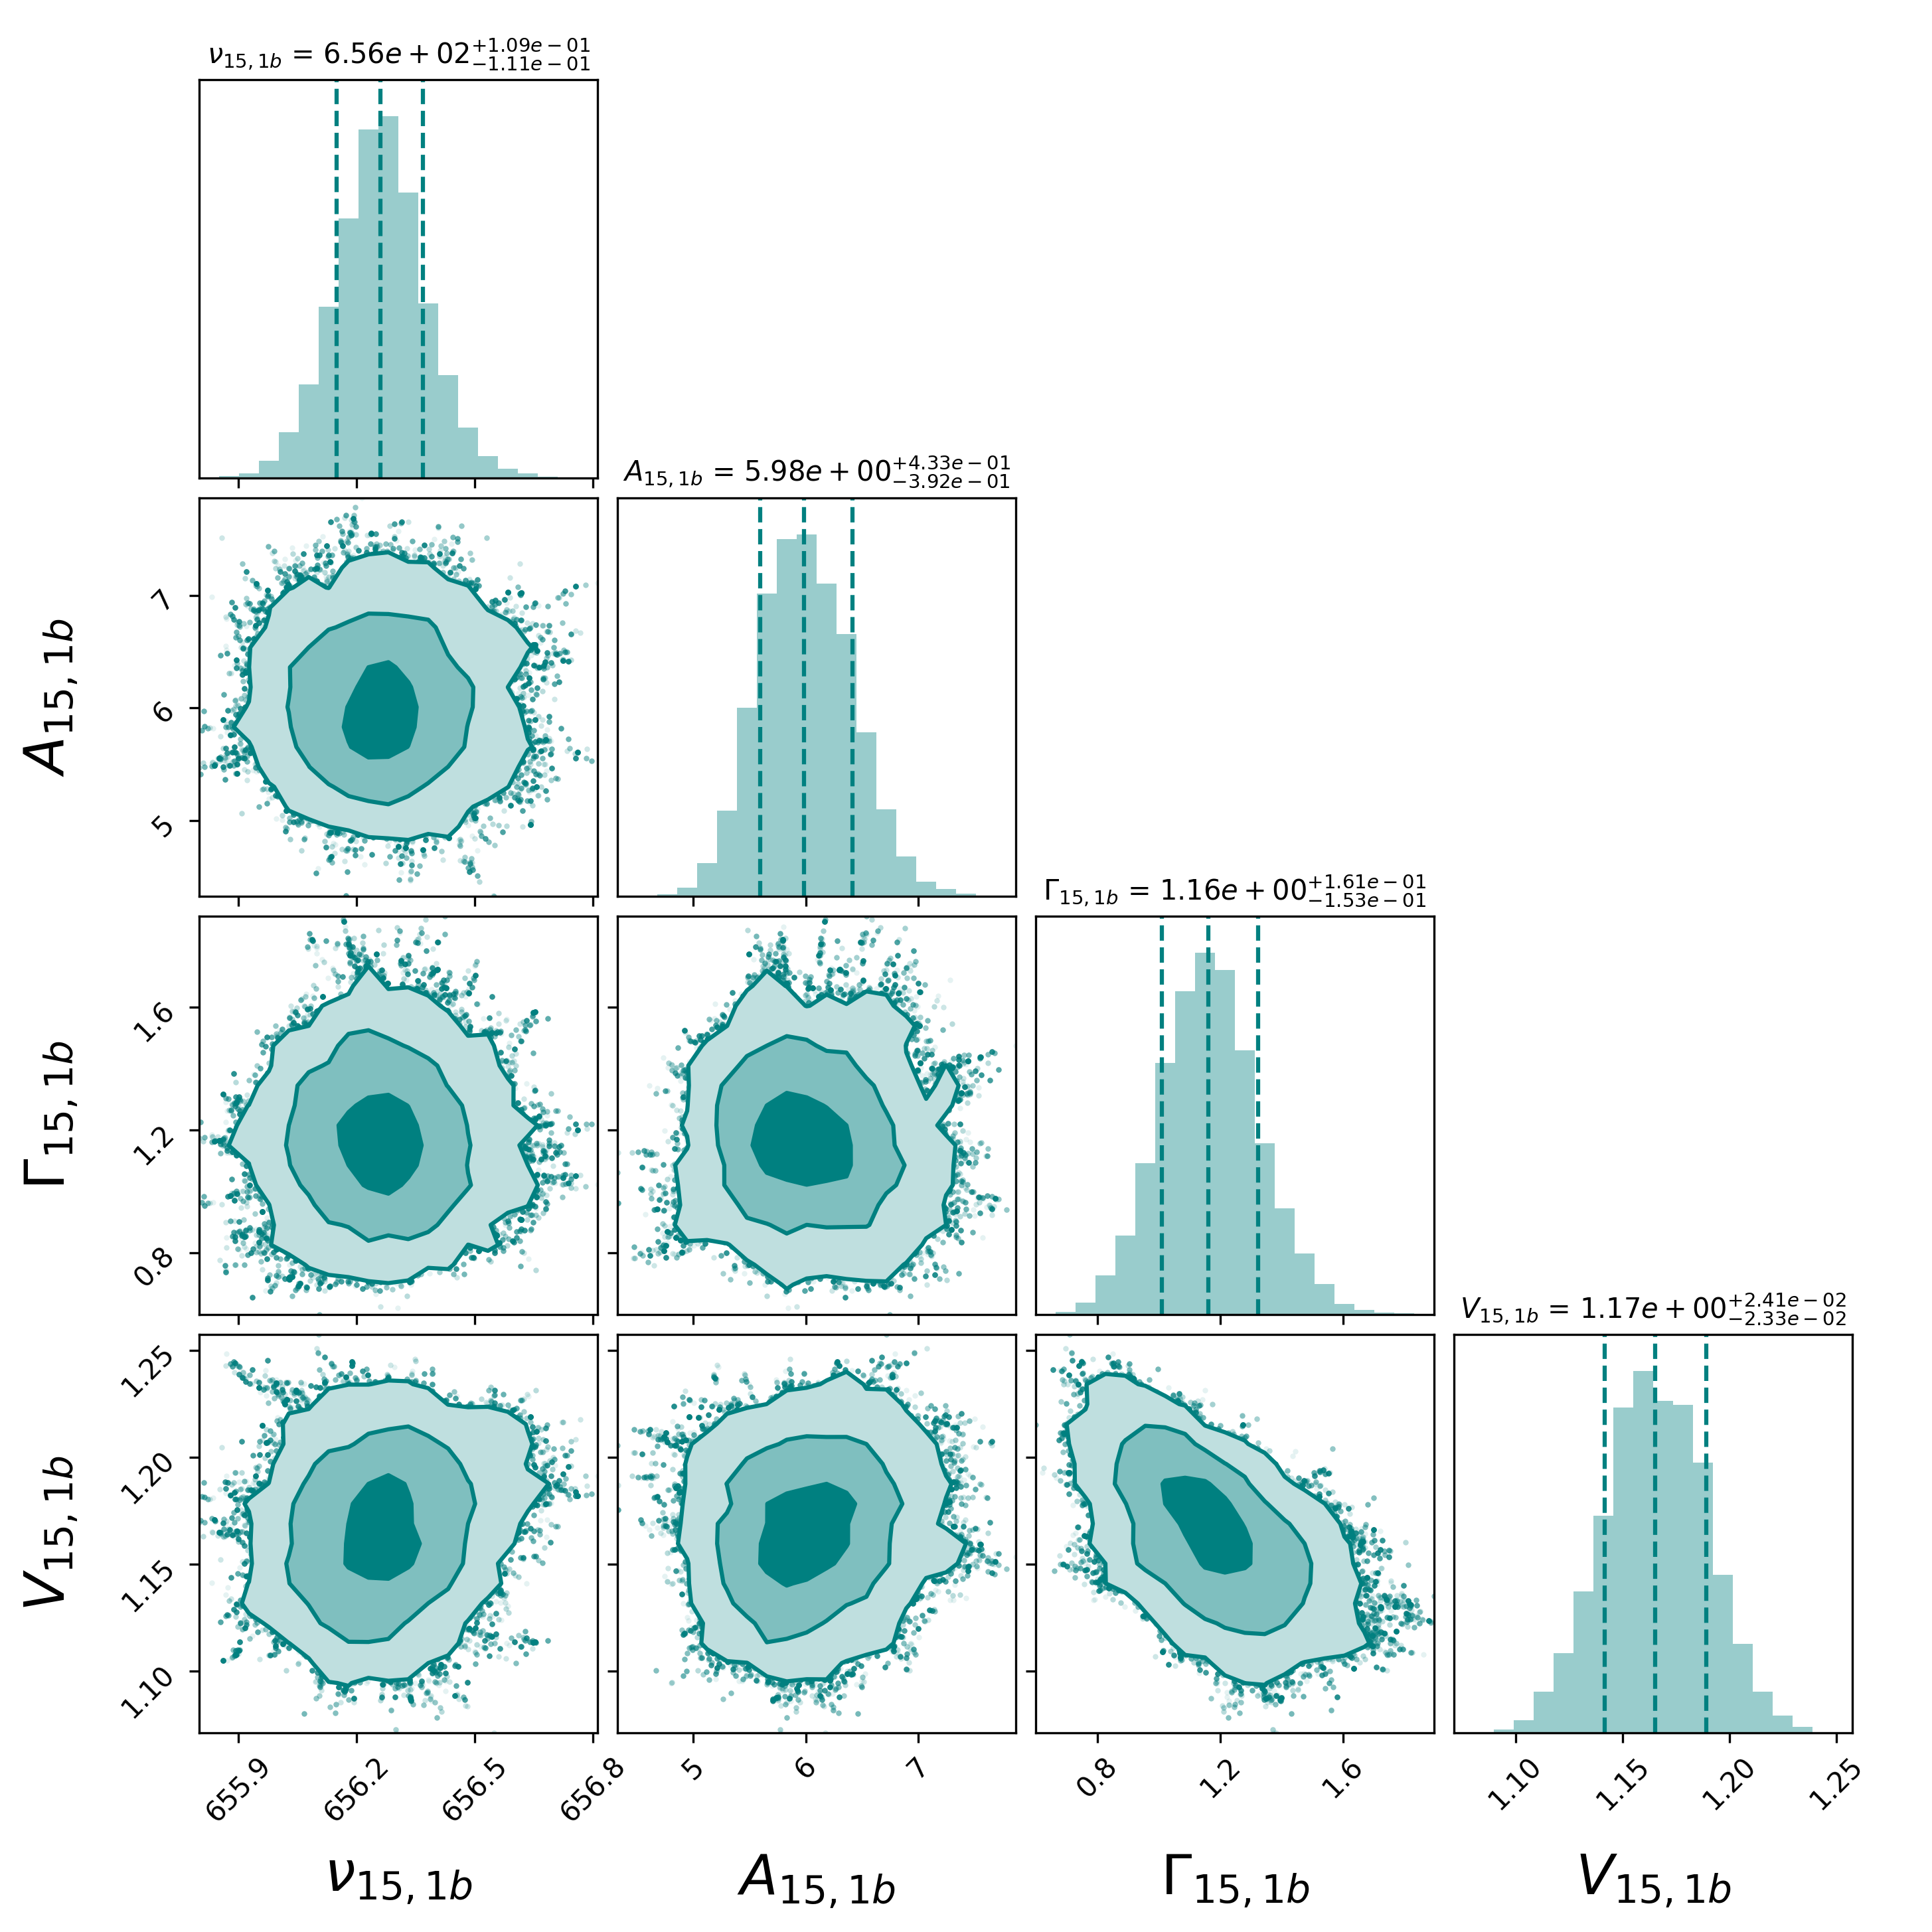 ν15, 1b = 6.56e + 02 +1.09e − 01 −1.11e − 01
A15, 1b = 5.98e + 00 +4.33e − 01 −3.92e − 01
7
6
5
A15, 1b
Γ15, 1b = 1.16e + 00 +1.61e − 01 −1.53e − 01
1.6
1.2
0.8
Γ15, 1b
V15, 1b = 1.17e + 00 +2.41e − 02 −2.33e − 02
1.25
1.20
1.15
1.10
V15, 1b
655.9 656.2 656.5 656.8 5 6 7 0.8 1.2 1.6 1.10 1.15 1.20 1.25
ν15, 1b A15, 1b Γ15, 1b V15, 1b